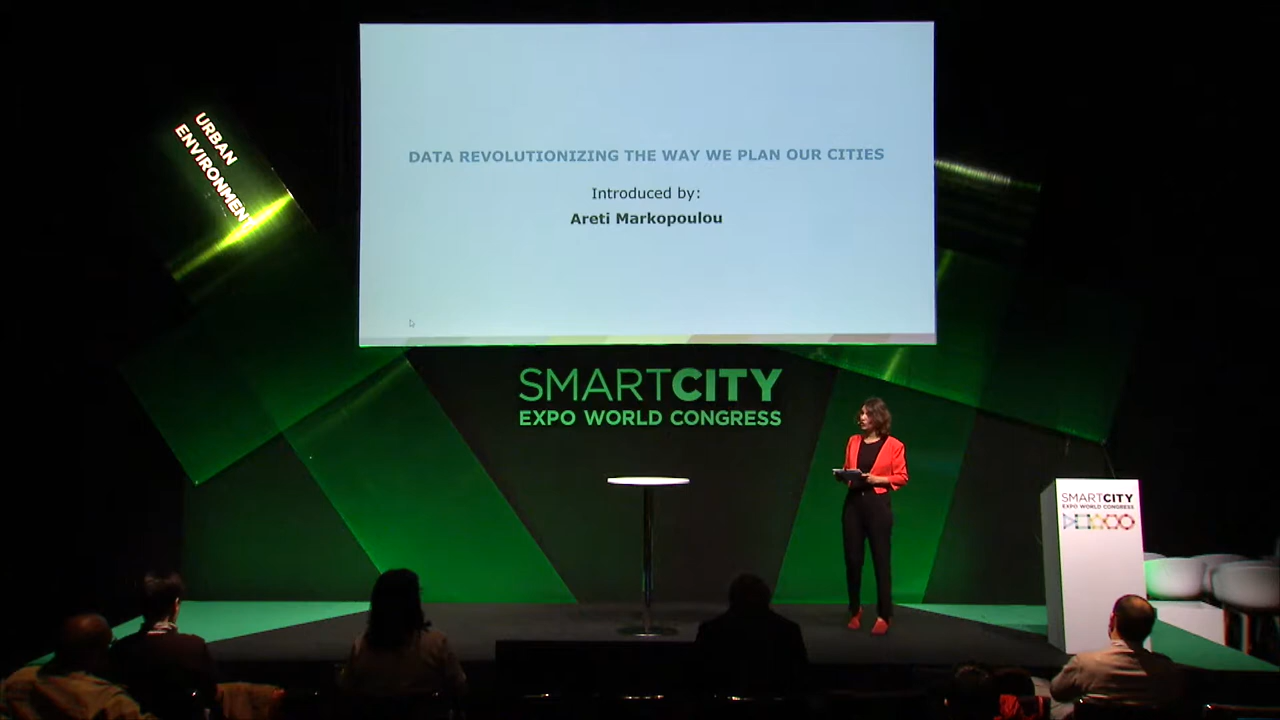 URBAN
ENVIRONMENT
DATA REVOLUTIONIZING THE WAY WE PLAN OUR CITIES
Introduced by:
Areti Markopoulou
SMARTCITY
EXPO WORLD CONGRESS
SMARTCITY
EXPO WORLD CONGRESS